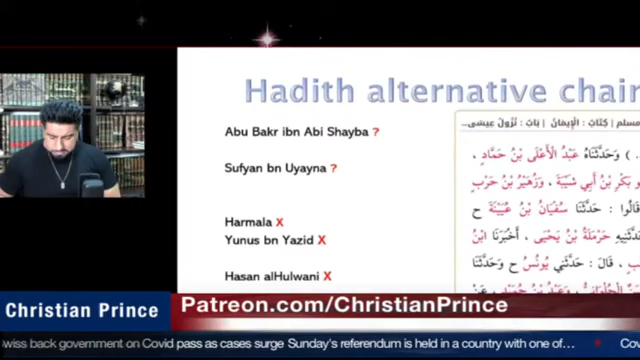 Hadith alternative chain
Abu Bakr ibn Abi Shayba ?
Sufyan bn Uyayna ?
Harmala X
Yunus bn Yazid X
Hasan alHulwani X
مسلم | كِتَابُ : الْإِيمَانُ | بَابُ : نُزُولُ عِيسَى...
وَحَدَّثَنَاهُ عَبْدُ الْأَعْلَى بْنُ حَمَّادٍ ،
بَكْرِ بْنُ أَبِي شَيْبَةَ ، وَزُهَيْرُ بْنُ حَرْبٍ
قَالُوا : حَدَّثَنَا سُفْيَانُ بْنُ عُيَيْنَةَ ح
حَرْمَلَةُ بْنُ يَحْيَى ، أَخْبَرَنَا ابْنُ
قَالَ : حَدَّثَنِي يُونُسُ ح وَحَدَّثَنَا
Christian Prince
Patreon.com/ChristianPrince
wiss back government on Covid pass as cases surge Sunday's referendum is held in a country with one of... Cov